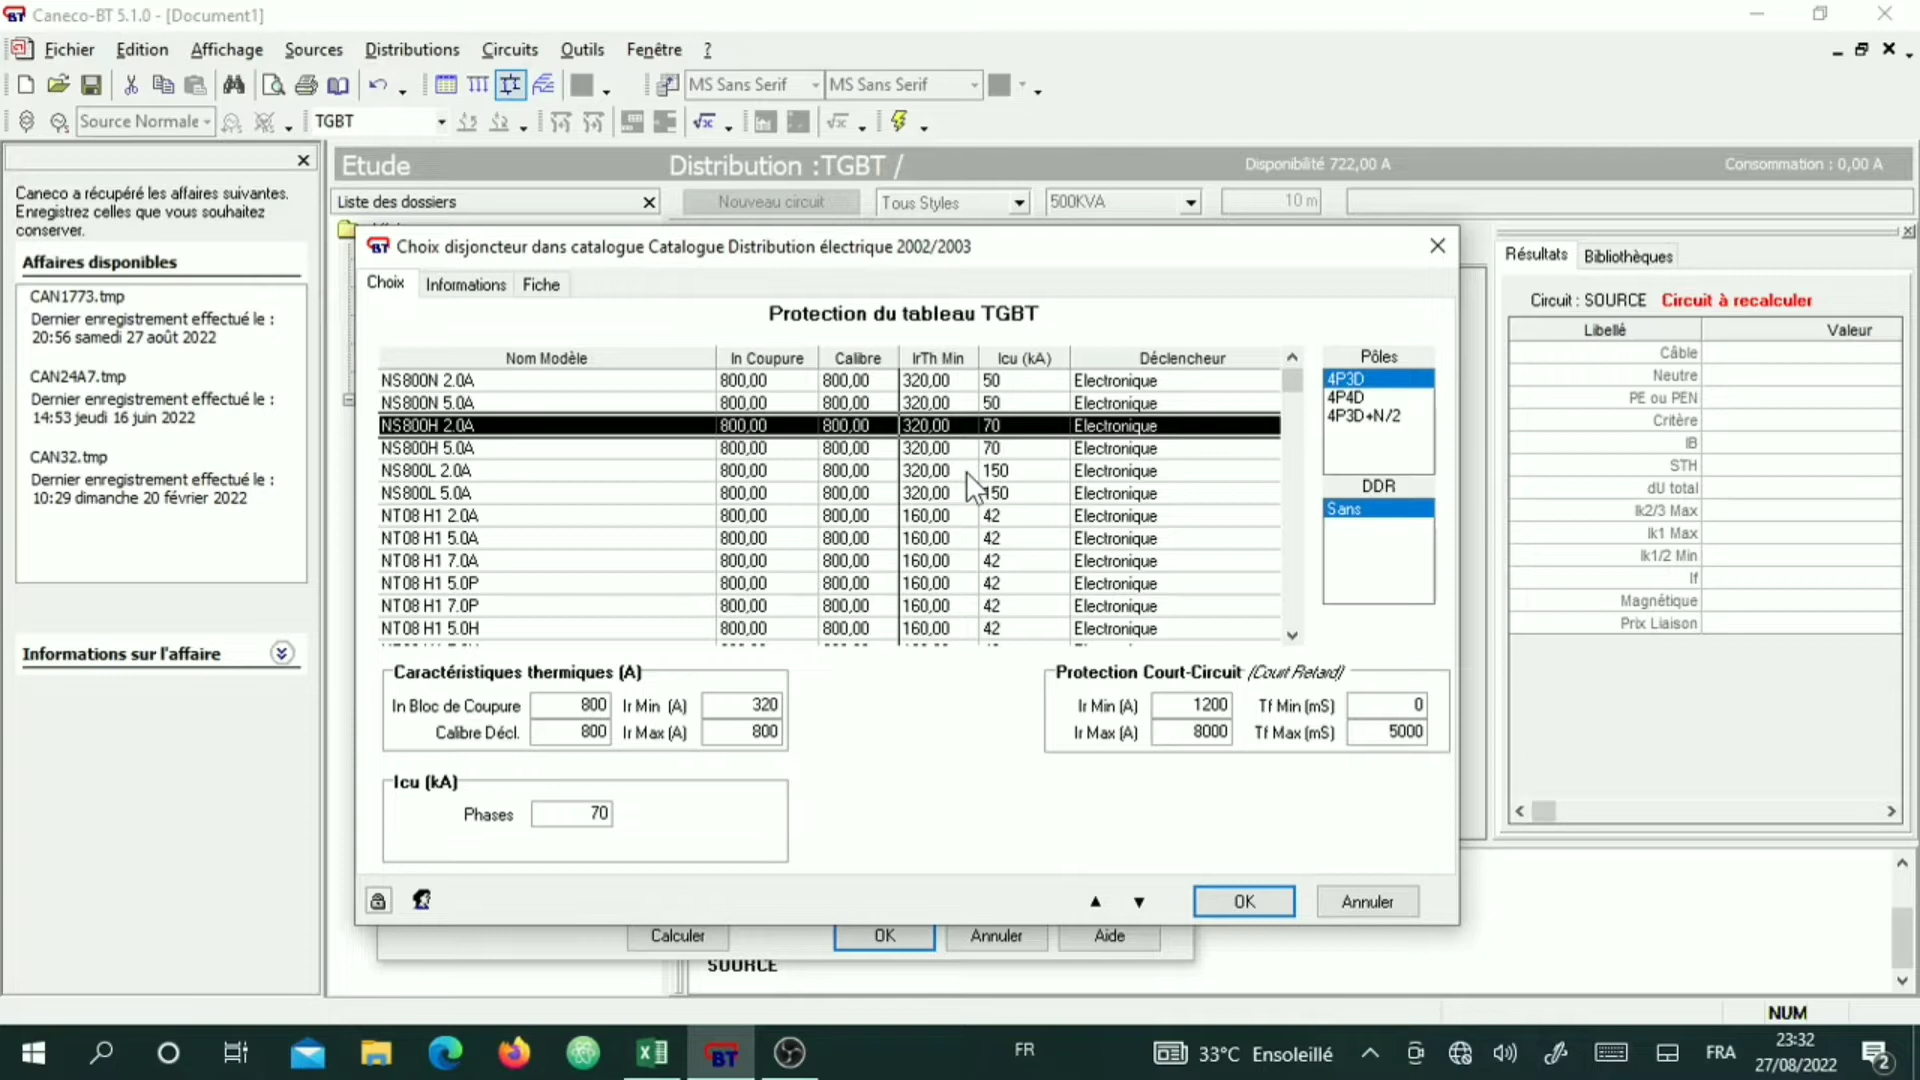 Caneco-BT 5.1.0 - [Document1]
Fichier Edition Affichage Sources Distributions Circuits Outils Fenêtre ?
MS Sans Serif MS Sans Serif
Source Normale TGBT
Etude Distribution :TGBT / Disponibilité 722,00 A Consommation : 0,00 A
Liste des dossiers Nouveau circuit Tous Styles 500KVA 10 m
Caneco a récupéré les affaires suivantes.
Enregistrez celles que vous souhaitez
conserver.
Affaires disponibles
CAN1773.tmp
Dernier enregistrement effectué le :
20:56 samedi 27 août 2022
CAN24A7.tmp
Dernier enregistrement effectué le :
14:53 jeudi 16 juin 2022
CAN32.tmp
Dernier enregistrement effectué le :
10:29 dimanche 20 février 2022
Informations sur l'affaire
Choix disjoncteur dans catalogue Catalogue Distribution électrique 2002/2003
Choix Informations Fiche
Protection du tableau TGBT
Nom Modèle In Coupure Calibre IrTh Min Icu (kA) Déclencheur
NS800N 2.0A 800,00 800,00 320,00 50 Electronique
NS800N 5.0A 800,00 800,00 320,00 50 Electronique
NS800H 2.0A 800,00 800,00 320,00 70 Electronique
NS800H 5.0A 800,00 800,00 320,00 70 Electronique
NS800L 2.0A 800,00 800,00 320,00 150 Electronique
NS800L 5.0A 800,00 800,00 320,00 150 Electronique
NT08 H1 2.0A 800,00 800,00 160,00 42 Electronique
NT08 H1 5.0A 800,00 800,00 160,00 42 Electronique
NT08 H1 7.0A 800,00 800,00 160,00 42 Electronique
NT08 H1 5.0P 800,00 800,00 160,00 42 Electronique
NT08 H1 7.0P 800,00 800,00 160,00 42 Electronique
NT08 H1 5.0H 800,00 800,00 160,00 42 Electronique
Pôles
4P3D
4P4D
4P3D+N/2
DDR
Sans
Caractéristiques thermiques (A)
In Bloc de Coupure 800 Ir Min (A) 320
Calibre Décl. 800 Ir Max (A) 800
Protection Court-Circuit (Court Retard)
Ir Min (A) 1200 Tf Min (mS) 0
Ir Max (A) 8000 Tf Max (mS) 5000
Icu (kA)
Phases 70
OK Annuler
Calculer OK Annuler Aide
SOURCE
Résultats Bibliothèques
Circuit : SOURCE Circuit à recalculer
Libellé Valeur
Câble
Neutre
PE ou PEN
Critère
IB
STH
dU total
Ik2/3 Max
Ik1 Max
Ik1/2 Min
If
Magnétique
Prix Liaison
NUM
BT FR 33°C Ensoleillé FRA 23:32
27/08/2022 2